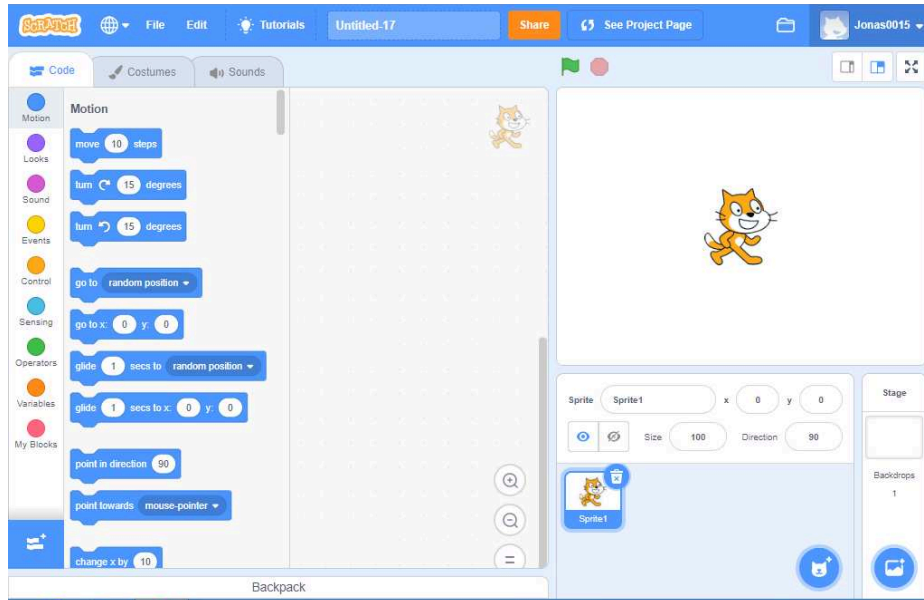 SCRATCH File Edit Tutorials Untitled-17 Share See Project Page Jonas0015
Code Costumes Sounds
Motion
Looks
Sound
Events
Control
Sensing
Operators
Variables
My Blocks
Motion
move 10 steps
turn 15 degrees
turn 15 degrees
go to random position
go to x: 0 y: 0
glide 1 secs to random position
glide 1 secs to x: 0 y: 0
point in direction 90
point towards mouse-pointer
change x by 10
Backpack
Sprite Sprite1 x 0 y 0
Size 100 Direction 90
Sprite1
Stage
Backdrops
1